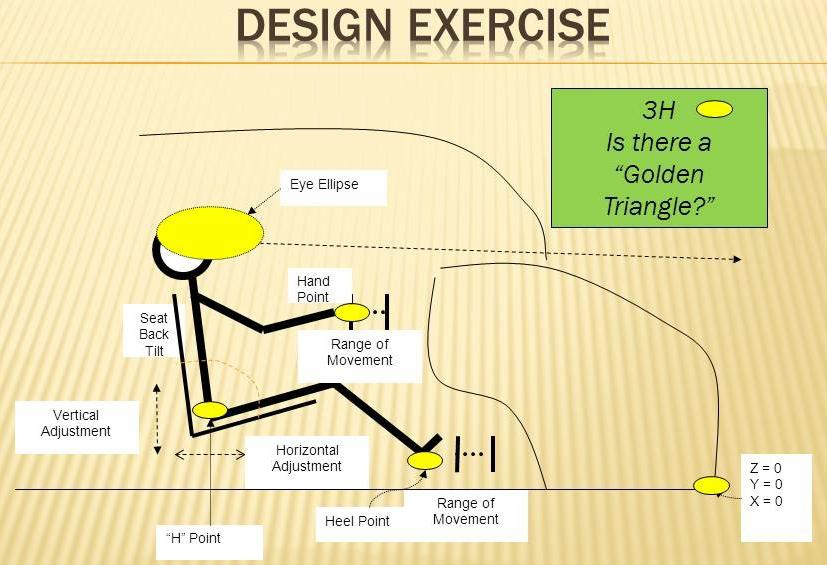 DESIGN EXERCISE
3H
Is there a
“Golden
Triangle?”
Eye Ellipse
Hand
Point
Seat
Back
Tilt
Range of
Movement
Vertical
Adjustment
Horizontal
Adjustment
Z = 0
Y = 0
X = 0
Heel Point
Range of
Movement
“H” Point